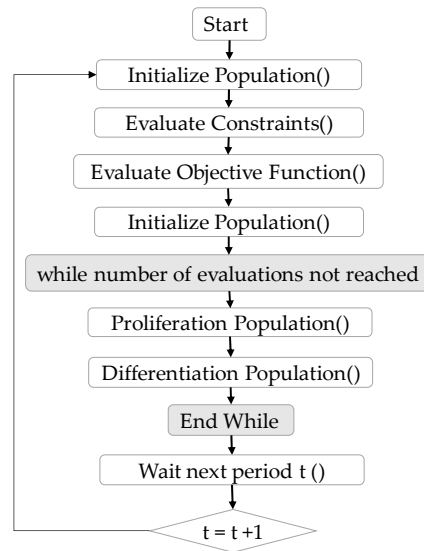 Start
Initialize Population()
Evaluate Constraints()
Evaluate Objective Function()
Initialize Population()
while number of evaluations not reached
Proliferation Population()
Differentiation Population()
End While
Wait next period t ()
t = t +1